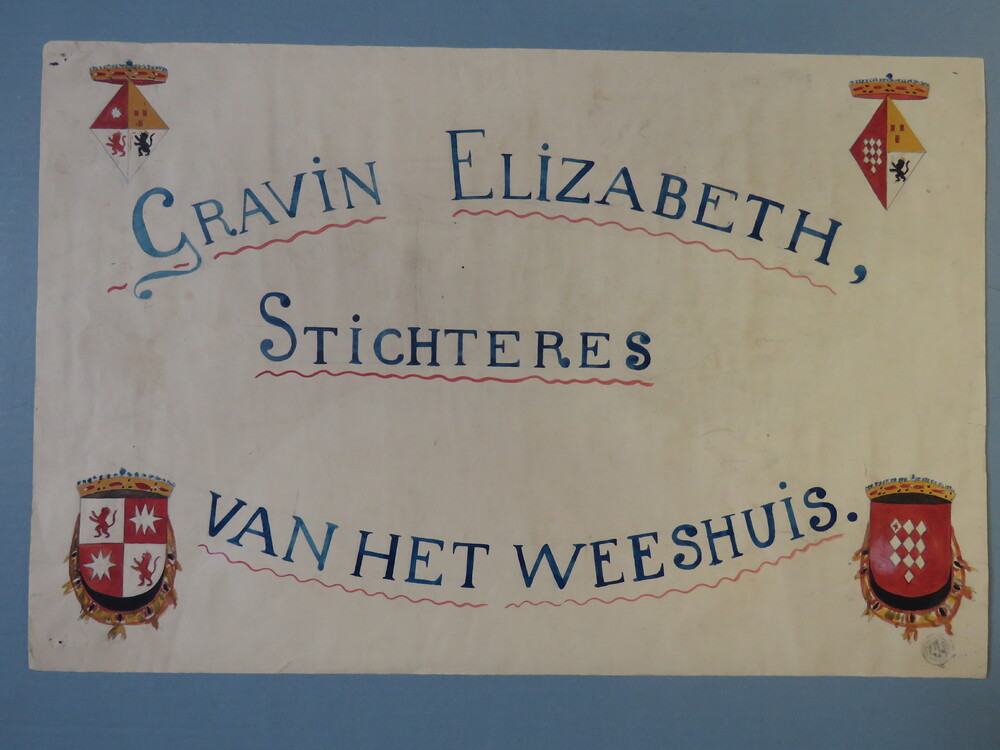 Gravin Elizabeth,
Stichteres
van het Weeshuis.